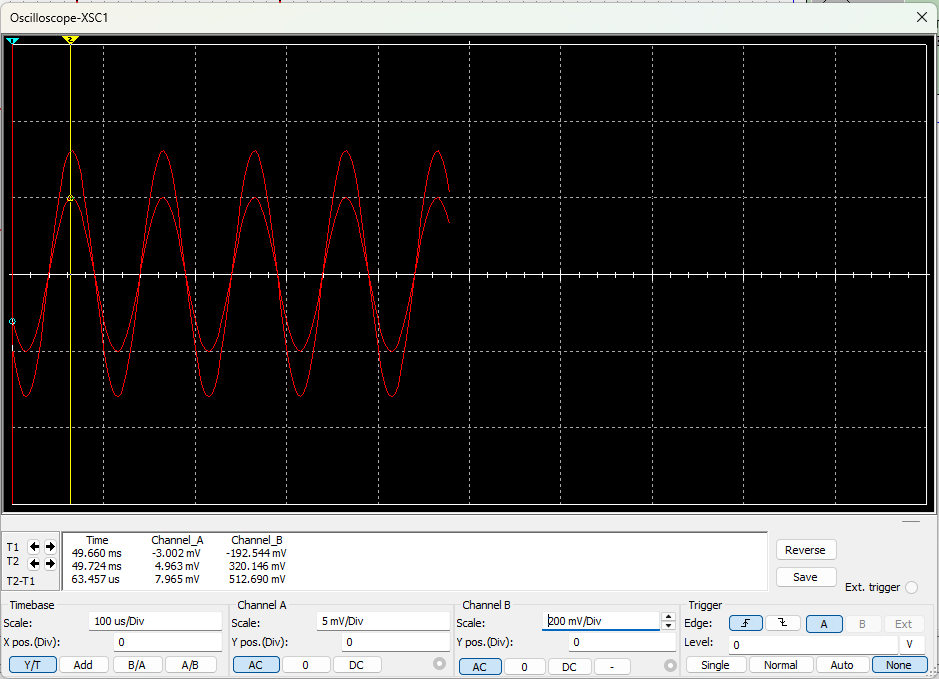 Oscilloscope-XSC1
1 2
Time Channel_A Channel_B
T1 49.660 ms -3.002 mV -192.544 mV
T2 49.724 ms 4.963 mV 320.146 mV
T2-T1 63.457 us 7.965 mV 512.690 mV
Reverse
Save
Ext. trigger
Timebase Channel A Channel B Trigger
Scale: 100 us/Div Scale: 5 mV/Div Scale: 200 mV/Div Edge: A B Ext
X pos.(Div): 0 Y pos.(Div): 0 Y pos.(Div): 0 Level: 0 V
Y/T Add B/A A/B AC 0 DC AC 0 DC - Single Normal Auto None